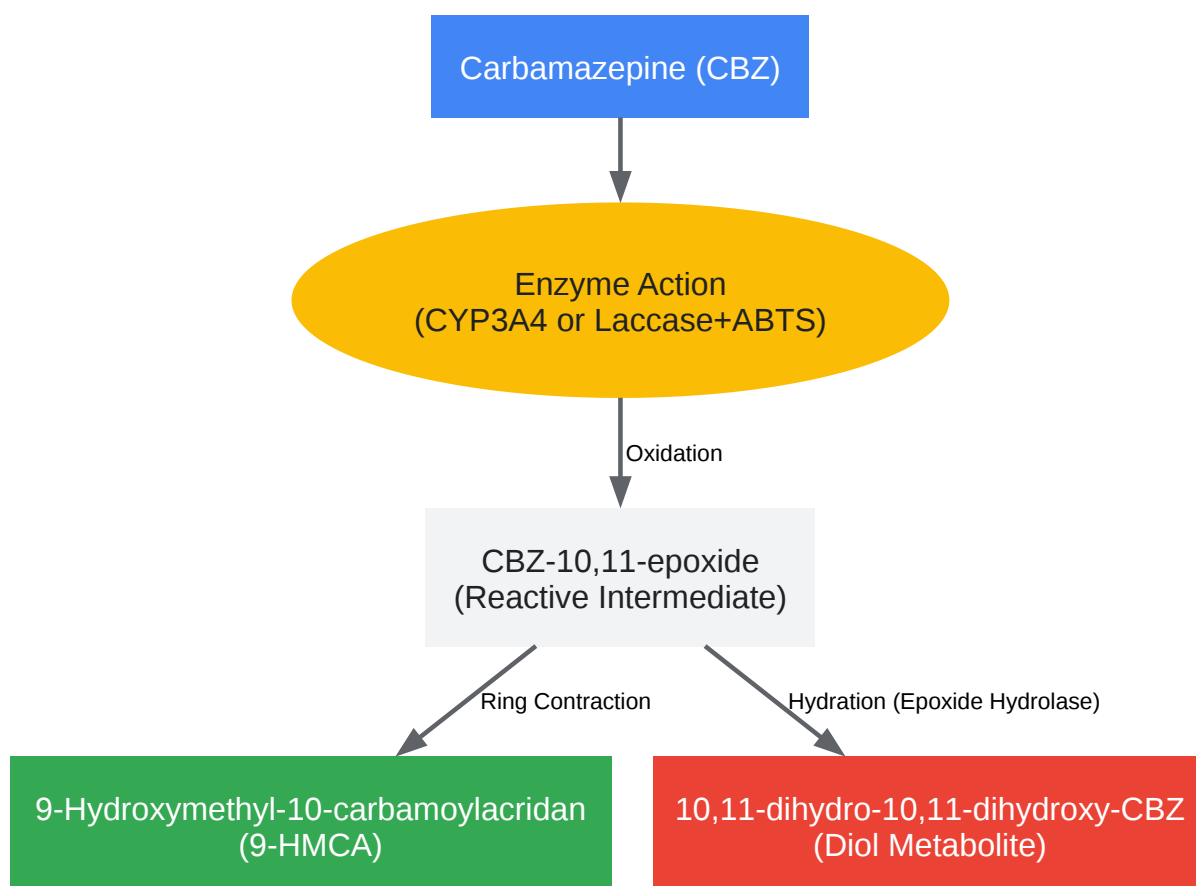 Carbamazepine (CBZ)
Enzyme Action
(CYP3A4 or Laccase+ABTS)
Oxidation
CBZ-10,11-epoxide
(Reactive Intermediate)
Ring Contraction
Hydration (Epoxide Hydrolase)
9-Hydroxymethyl-10-carbamoylacridan
(9-HMCA)
10,11-dihydro-10,11-dihydroxy-CBZ
(Diol Metabolite)